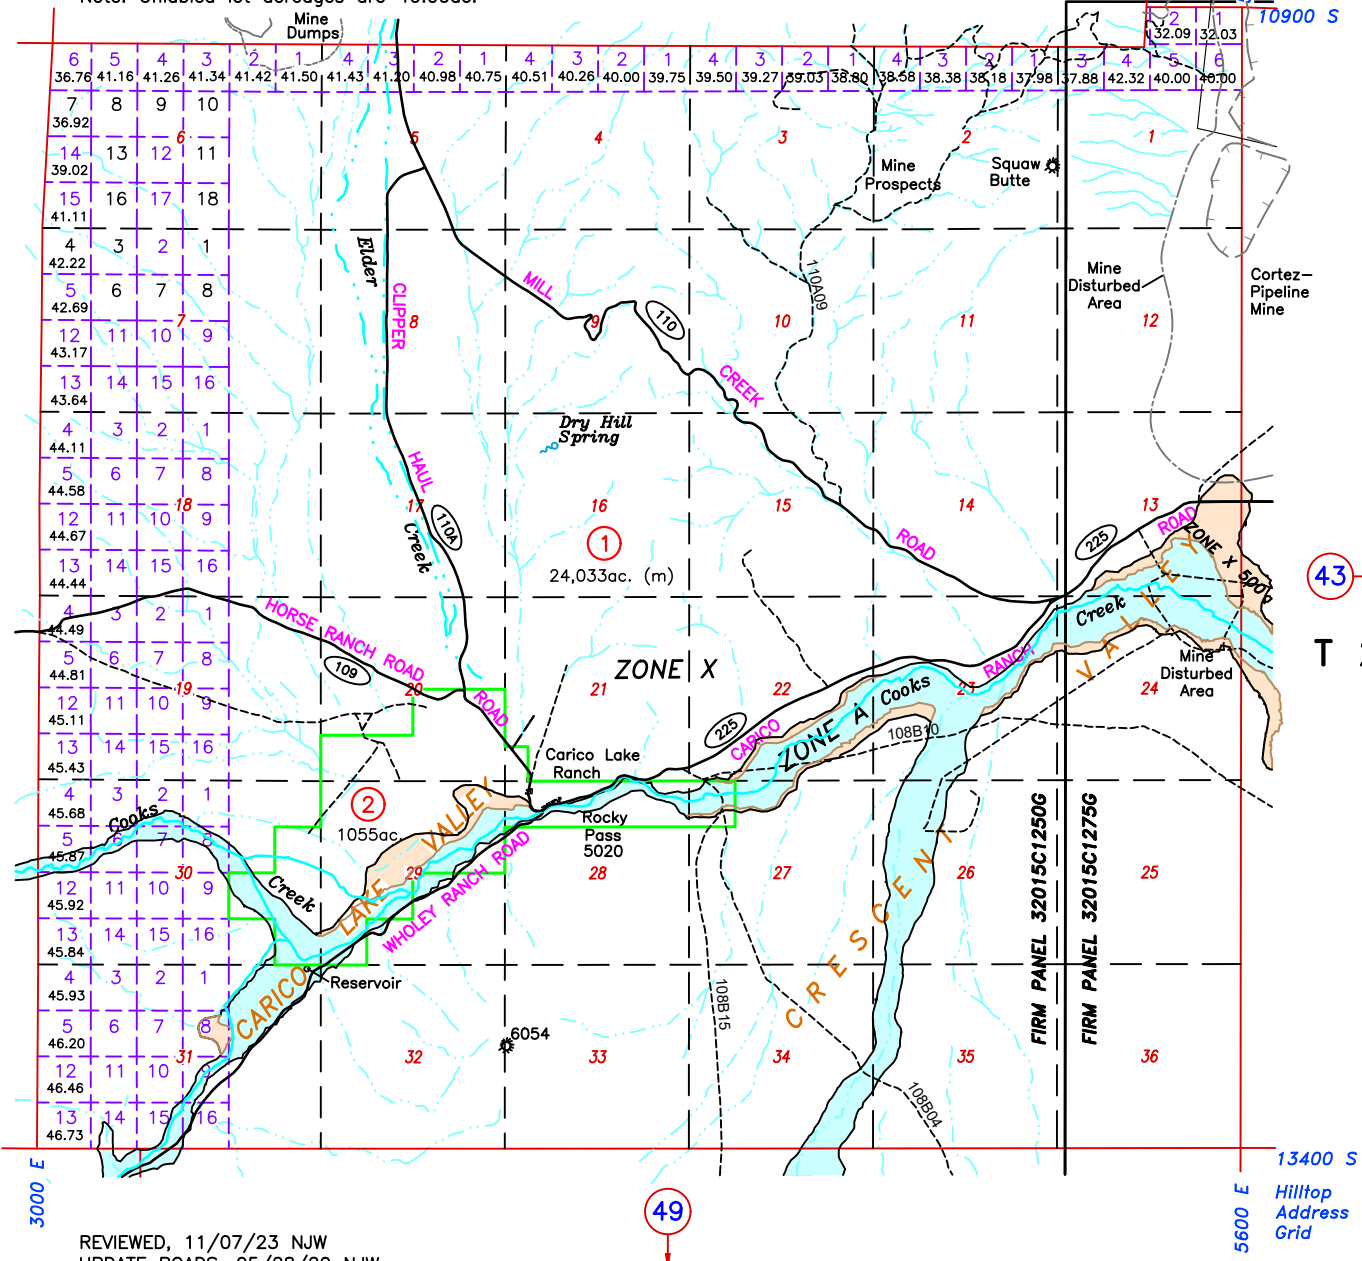 Note: Unlabled lot acreages are 40.00ac.
Mine
Dumps
10900 S
2 1
32.09 32.03
6 5 4 3 2 1 4 3 2 1 4 3 2 1 4 3 2 1 4 3 2 1 3 4 5 6
36.76 41.16 41.26 41.34 41.42 41.50 41.43 41.20 40.98 40.75 40.51 40.26 40.00 39.75 39.50 39.27 39.03 38.80 38.58 38.38 38.18 37.98 37.88 42.32 40.00 40.00
7 8 9 10
36.92
6 5 4 3 2 1
14 13 12 11
39.02
Mine
Prospects
Squaw
Butte
15 16 17 18
41.11
4 3 2 1
42.22
Elder
110A09
Mine
Disturbed
Area
Cortez-
Pipeline
Mine
5 6 7 8
42.69
CLIPPER
MILL
110
7 8 9 10 11 12
12 11 10 9
43.17
13 14 15 16
43.64
CREEK
4 3 2 1
44.11
Dry Hill
Spring
5 6 7 8
44.58
HAUL
18 17 16 15 14 13
12 11 10 9
44.67
110A
Creek
ROAD
225
ROAD
ZONE X 500
1
24,033ac. (m)
13 14 15 16
44.44
43
4 3 2 1
44.49
HORSE RANCH ROAD
109
Creek
VALLEY
T
5 6 7 8
44.81
ZONE X
RANCH
Mine
Disturbed
Area
19 20 21 22 23 24
12 11 10 9
45.11
ROAD
Cooks
ZONE A
225
CARICO
108B10
13 14 15 16
45.43
Carico Lake
Ranch
4 3 2 1
45.68
Cooks
2
1055ac.
LAKE VALLEY
Rocky
Pass
5020
5 6 7 8
45.87
30 29 28 27 26 25
12 11 10 9
45.92
Creek
WHOLEY RANCH ROAD
CRESCENT
FIRM PANEL 32015C1250G
FIRM PANEL 32015C1275G
13 14 15 16
45.84
4 3 2 1
45.93
CARICO
Reservoir
108B15
5 6 7 8
46.20
6054
31 32 33 34 35 36
12 11 10 9
46.46
13 14 15 16
46.73
108B04
13400 S
3000 E
5600 E
Hilltop
Address
Grid
49
REVIEWED, 11/07/23 NJW